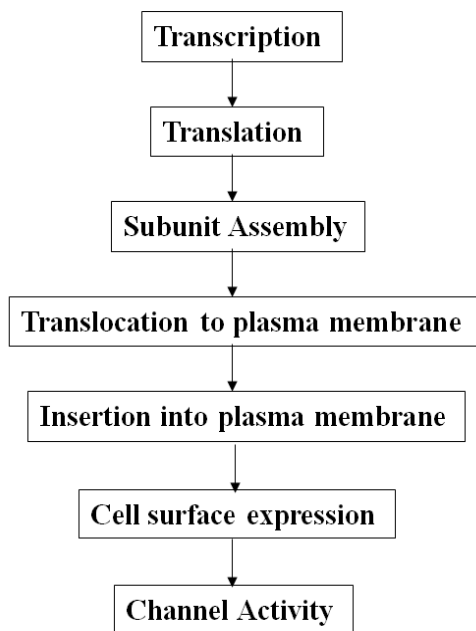 Transcription
Translation
Subunit Assembly
Translocation to plasma membrane
Insertion into plasma membrane
Cell surface expression
Channel Activity